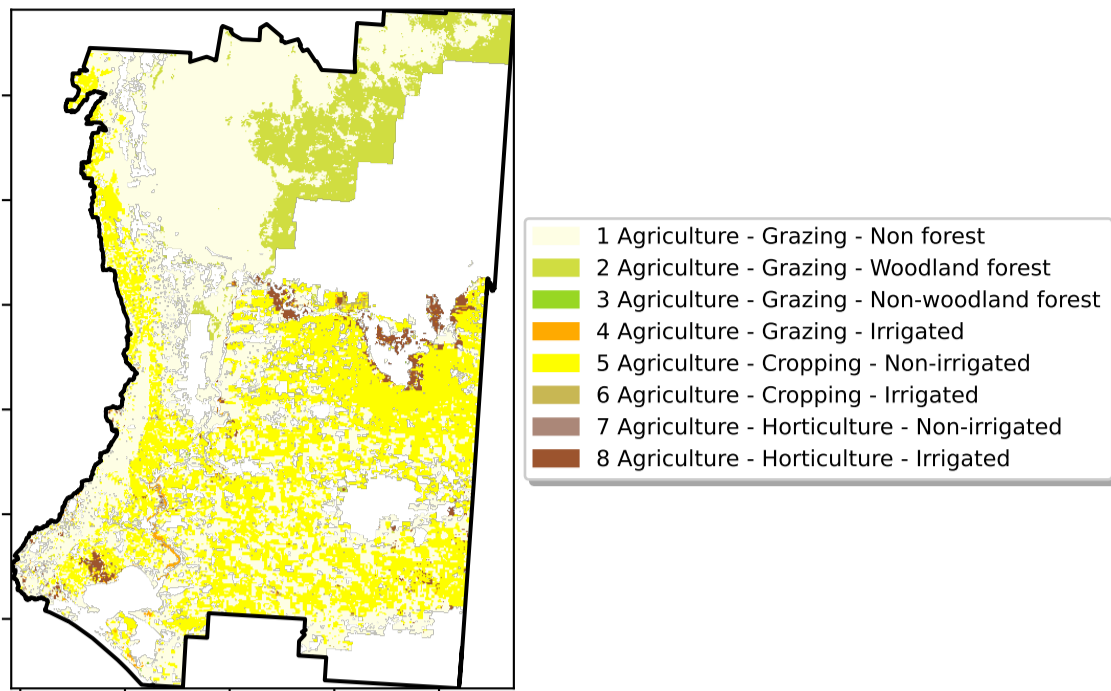 1 Agriculture - Grazing - Non forest
2 Agriculture - Grazing - Woodland forest
3 Agriculture - Grazing - Non-woodland forest
4 Agriculture - Grazing - Irrigated
5 Agriculture - Cropping - Non-irrigated
6 Agriculture - Cropping - Irrigated
7 Agriculture - Horticulture - Non-irrigated
8 Agriculture - Horticulture - Irrigated